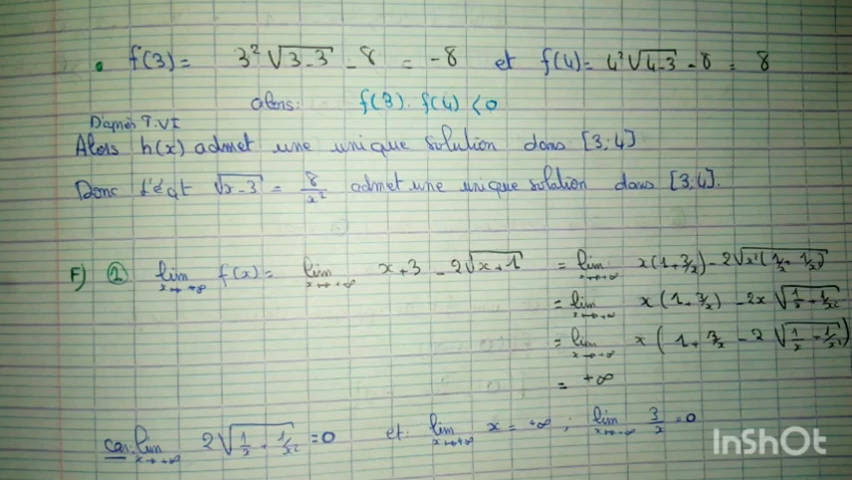 • f(3) = 3²√(3-3) - 8 = -8 et f(4) = 4²√(4-3) - 8 = 8
alors: f(3) · f(4) < 0
D'après T.VI
Alors h(x) admet une unique solution dans [3;4]
Donc l'éqt √(x-3) = 8/x² admet une unique solution dans [3;4].
F) ② lim x→+∞ f(x) = lim x→+∞ x+3 - 2√(x+1) = lim x→+∞ x(1+3/x) - 2√(x²(1/x + 1/x²))
= lim x→+∞ x(1+3/x) - 2x√(1/x + 1/x²)
= lim x→+∞ x(1+3/x - 2√(1/x + 1/x²))
= +∞
car lim x→+∞ 2√(1/x + 1/x²) = 0 et lim x→+∞ x = +∞ ; lim x→+∞ 3/x = 0
InShOt